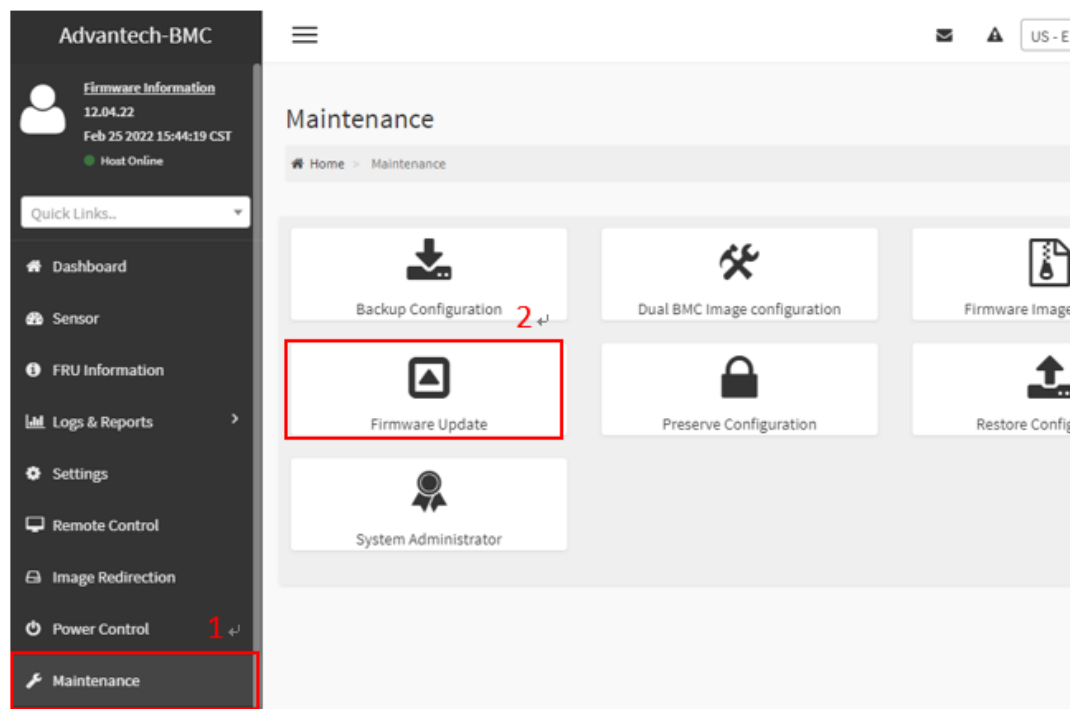 Advantech-BMC
US - E
Firmware Information
12.04.22
Feb 25 2022 15:44:19 CST
Host Online
Quick Links..
Dashboard
Sensor
FRU Information
Logs & Reports
Settings
Remote Control
Image Redirection
Power Control
1
Maintenance
Maintenance
Home > Maintenance
Backup Configuration
2
Dual BMC Image configuration
Firmware Image
Firmware Update
Preserve Configuration
Restore Config
System Administrator